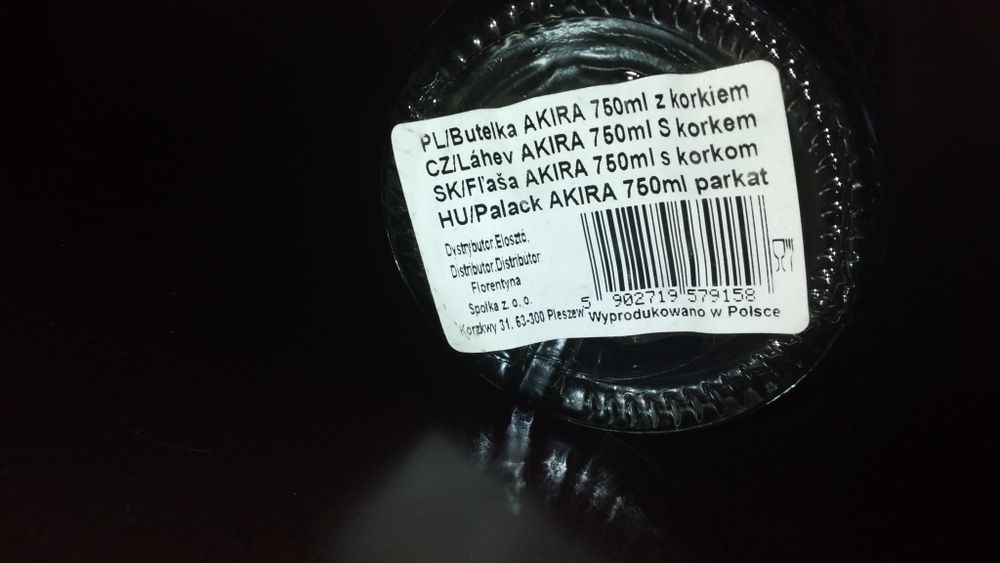 PL/Butelka AKIRA 750ml z korkiem
CZ/Láhev AKIRA 750ml S korkem
SK/Fľaša AKIRA 750ml s korkom
HU/Palack AKIRA 750ml parkat
Dystrybutor.Elosztó.
Distributor.Distributor
Florentyna
Spółka z. o. o.
Korzkwy 31. 63-300 Pleszew
5 902719 579158
Wyprodukowano w Polsce